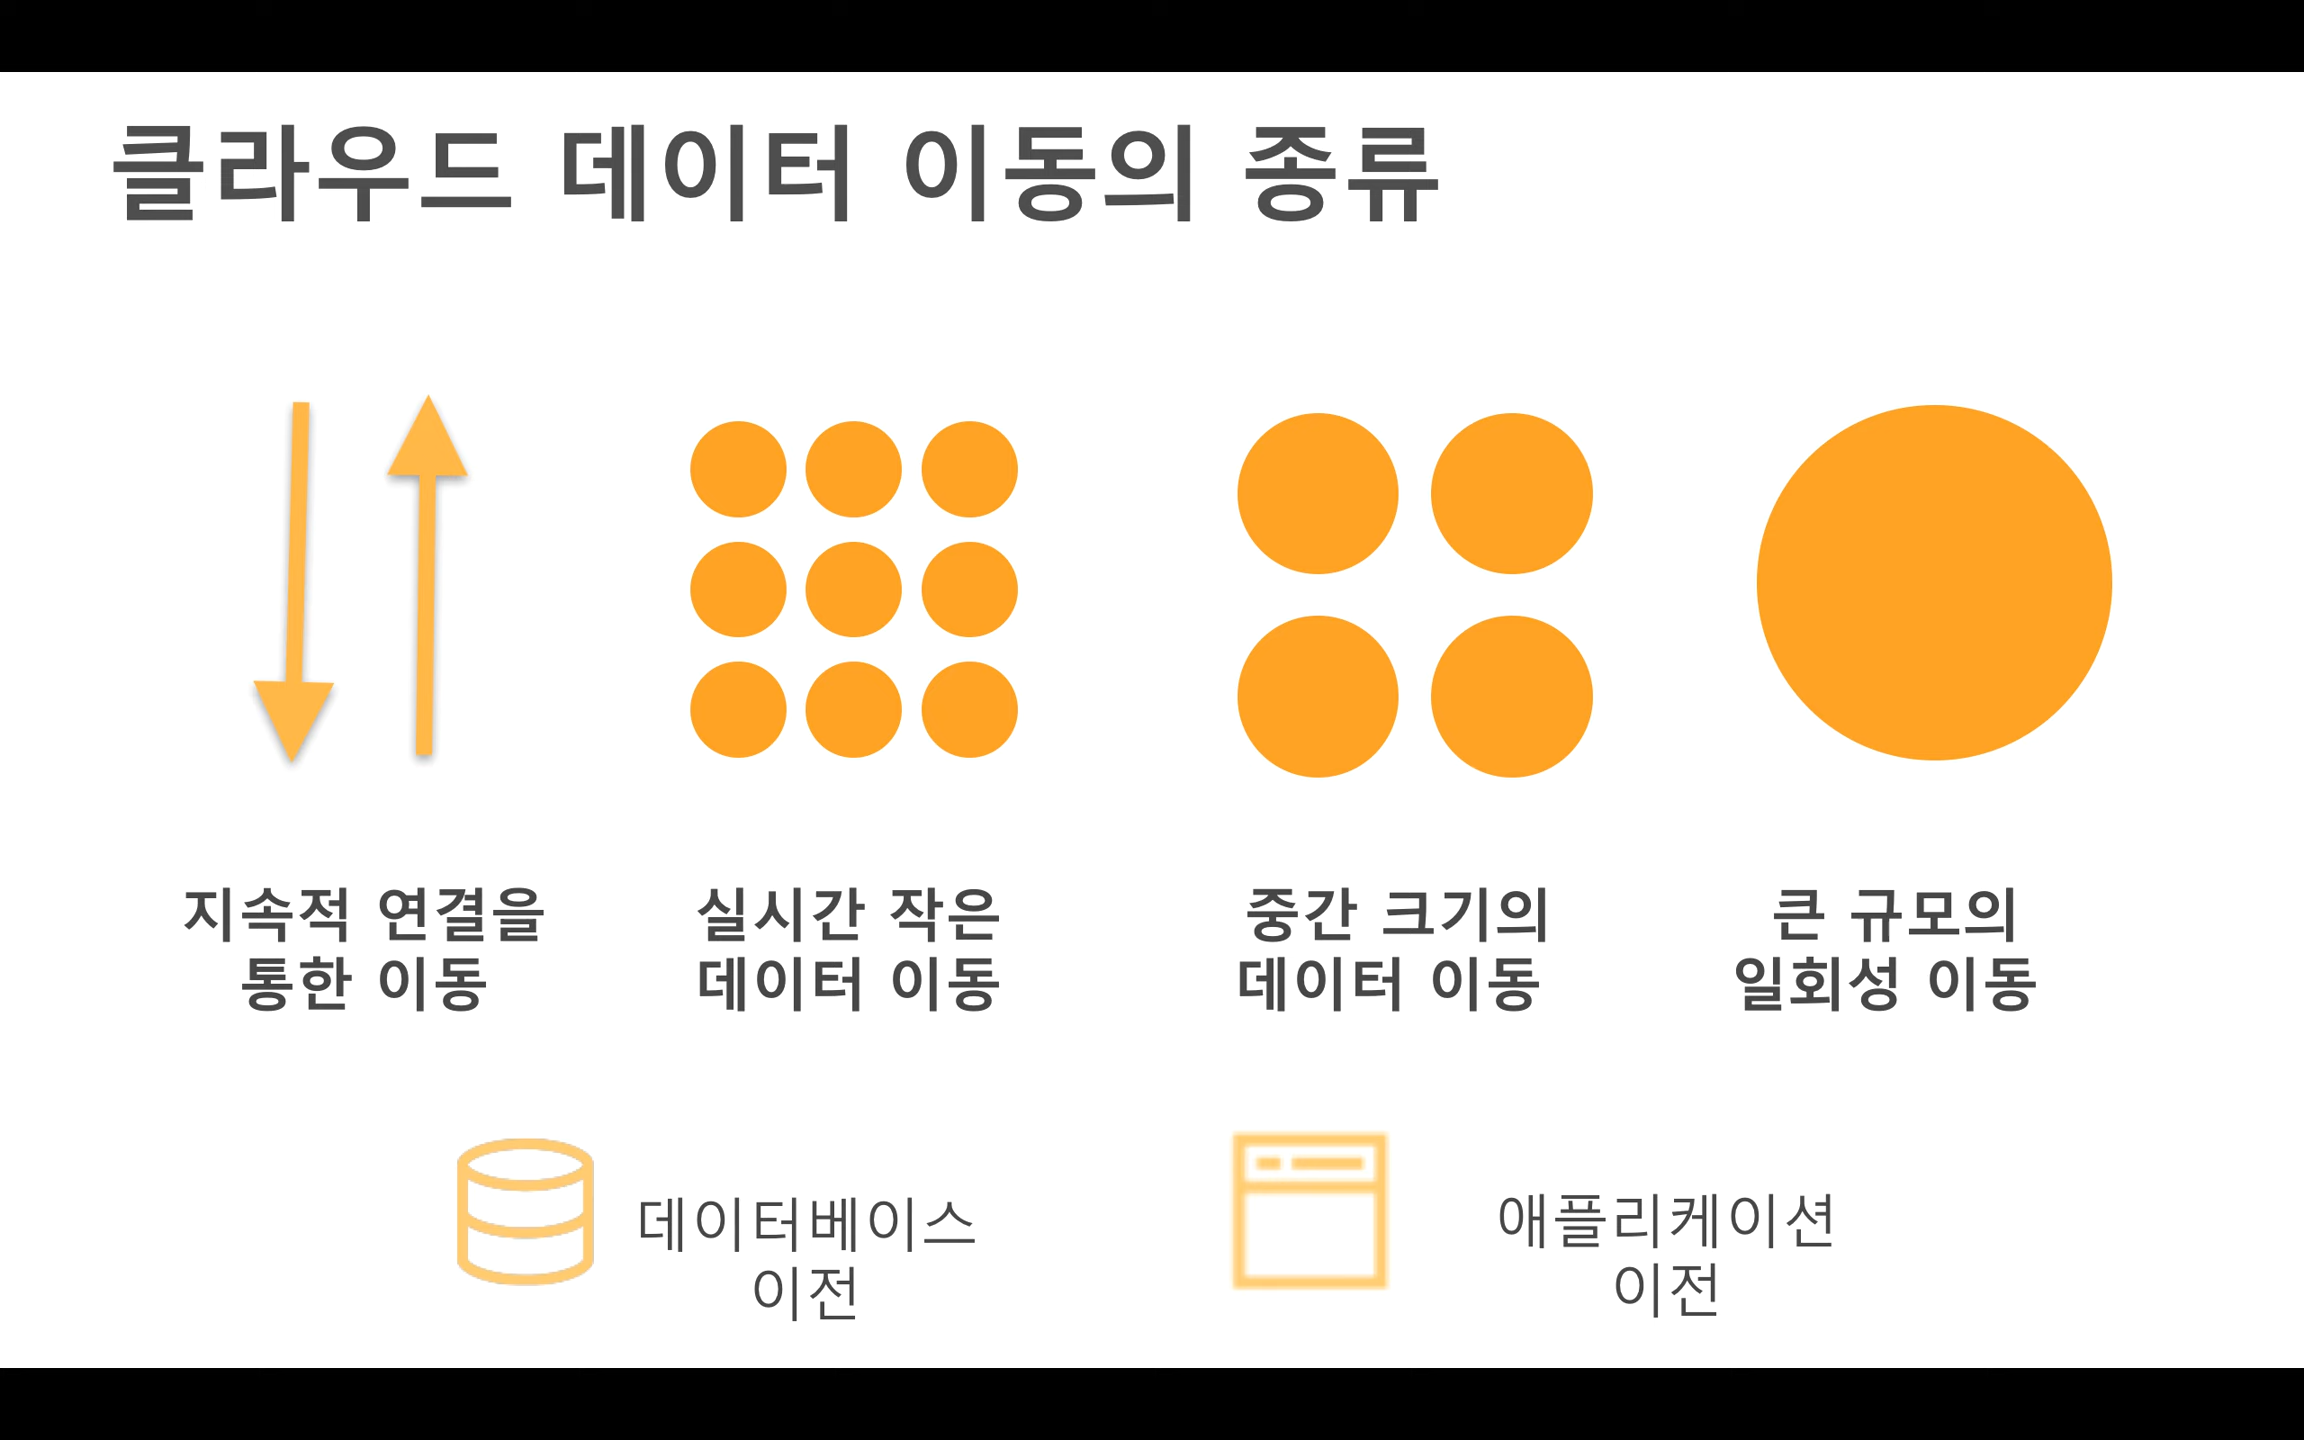 클라우드 데이터 이동의 종류
지속적 연결을
통한 이동
실시간 작은
데이터 이동
중간 크기의
데이터 이동
큰 규모의
일회성 이동
데이터베이스
이전
애플리케이션
이전